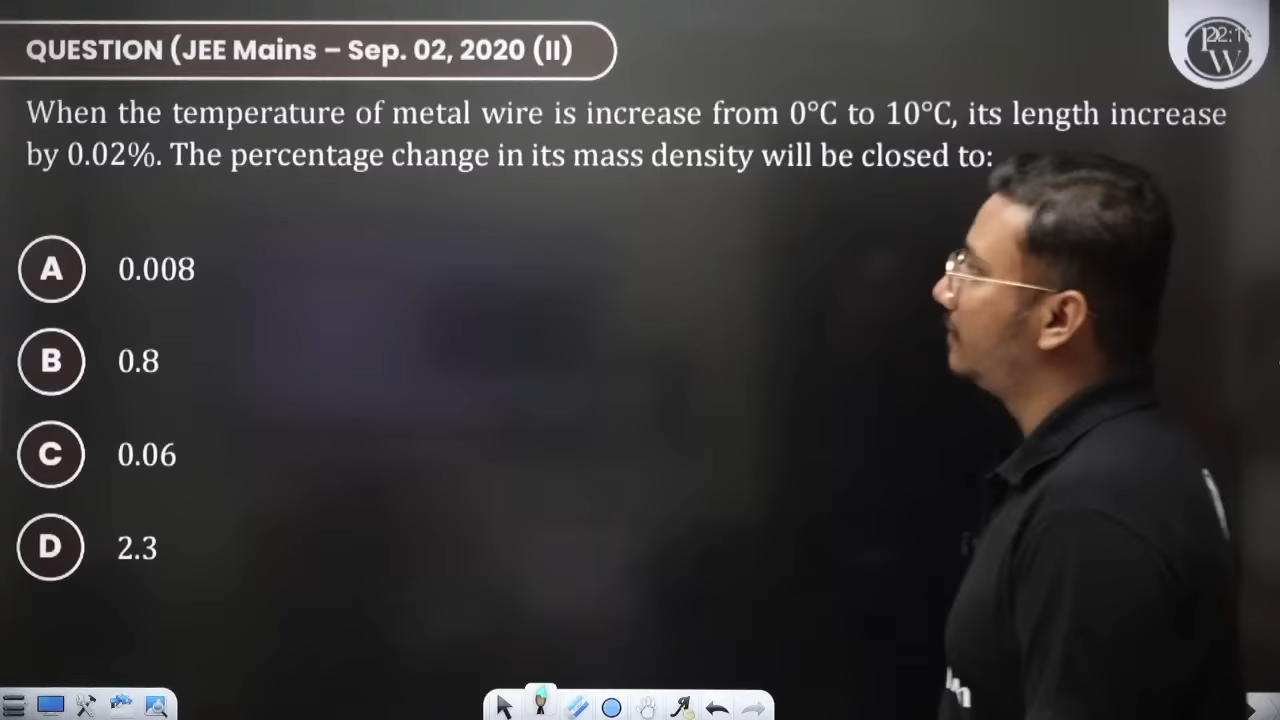 QUESTION (JEE Mains – Sep. 02, 2020 (II)
When the temperature of metal wire is increase from 0°C to 10°C, its length increase
by 0.02%. The percentage change in its mass density will be closed to:
A 0.008
B 0.8
C 0.06
D 2.3
PW